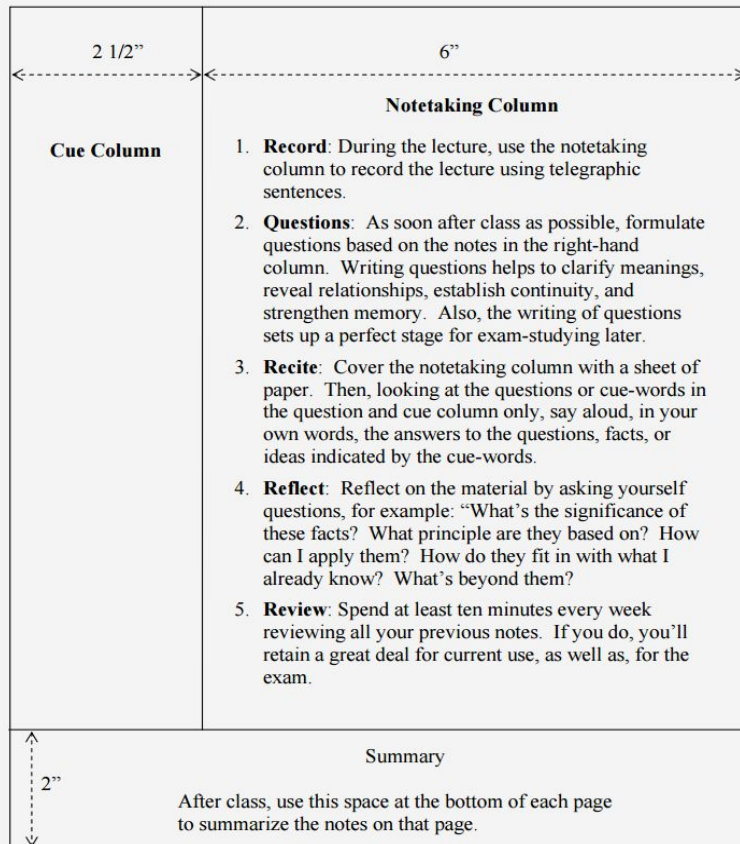 2 1/2”
6”
Notetaking Column
Cue Column
1. Record: During the lecture, use the notetaking
column to record the lecture using telegraphic
sentences.
2. Questions: As soon after class as possible, formulate
questions based on the notes in the right-hand
column. Writing questions helps to clarify meanings,
reveal relationships, establish continuity, and
strengthen memory. Also, the writing of questions
sets up a perfect stage for exam-studying later.
3. Recite: Cover the notetaking column with a sheet of
paper. Then, looking at the questions or cue-words in
the question and cue column only, say aloud, in your
own words, the answers to the questions, facts, or
ideas indicated by the cue-words.
4. Reflect: Reflect on the material by asking yourself
questions, for example: “What’s the significance of
these facts? What principle are they based on? How
can I apply them? How do they fit in with what I
already know? What’s beyond them?
5. Review: Spend at least ten minutes every week
reviewing all your previous notes. If you do, you’ll
retain a great deal for current use, as well as, for the
exam.
Summary
2”
After class, use this space at the bottom of each page
to summarize the notes on that page.